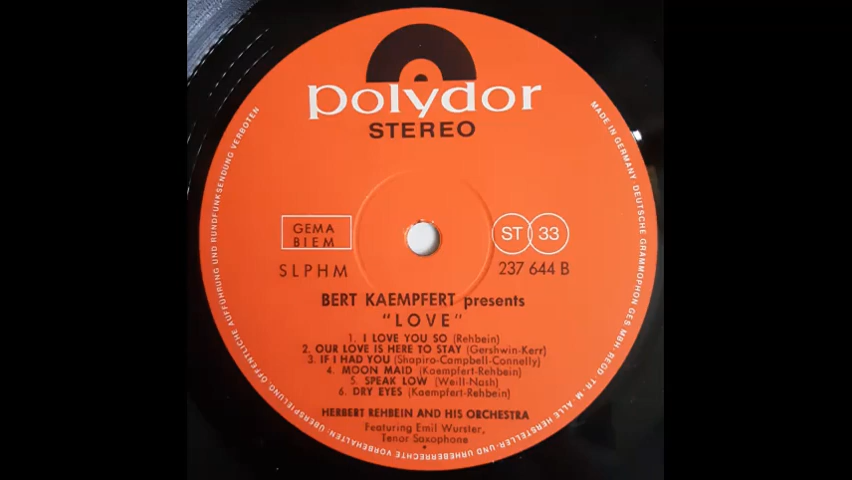 polydor
STEREO
GEMA
BIEM
ST 33
SLPHM
237 644 B
BERT KAEMPFERT presents
"LOVE"
1. I LOVE YOU SO (Rehbein)
2. OUR LOVE IS HERE TO STAY (Gershwin-Kerr)
3. IF I HAD YOU (Shapiro-Campbell-Connelly)
4. MOON MAID (Kaempfert-Rehbein)
5. SPEAK LOW (Weill-Nash)
6. DRY EYES (Kaempfert-Rehbein)
HERBERT REHBEIN AND HIS ORCHESTRA
Featuring Emil Wurster,
Tenor Saxophone
MADE IN GERMANY. DEUTSCHE GRAMMOPHON GES MBH. REGD. TR. M. ALLE HERSTELLER- UND URHEBERRECHTE VORBEHALTEN. ÜBERSPIELUNG, ÖFFENTLICHE AUFFÜHRUNG UND RUNDFUNKSENDUNG VERBOTEN